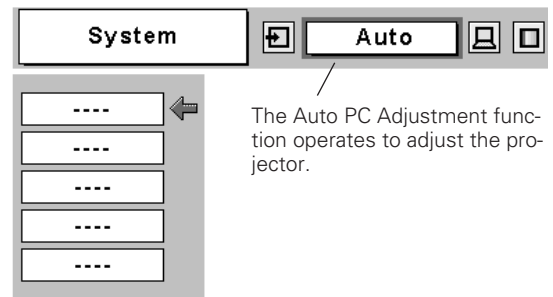 System
Auto
----
----
----
----
----
The Auto PC Adjustment func-
tion operates to adjust the pro-
jector.